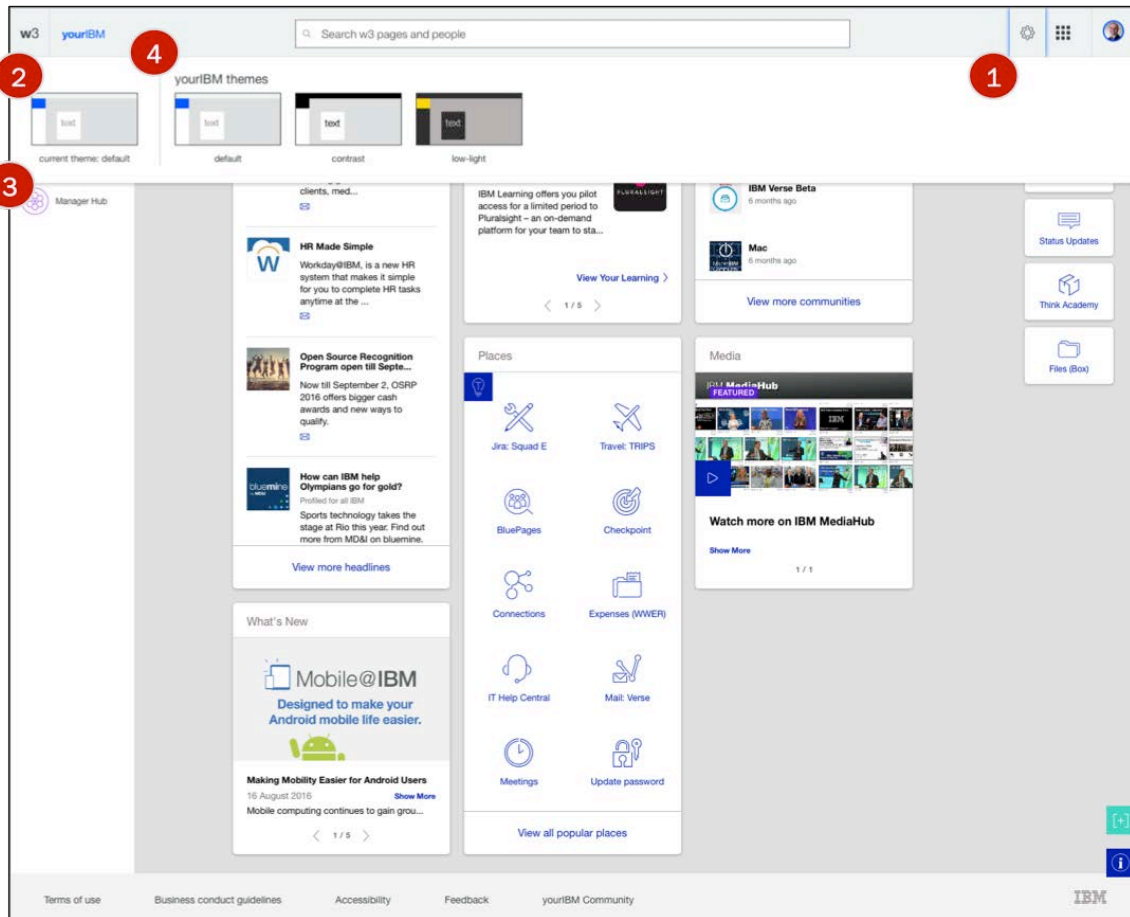 w3 yourIBM
Search w3 pages and people
1
2
4
yourIBM themes
text
text
text
text
current theme: default
default
contrast
low-light
3
Manager Hub
clients, med...
HR Made Simple
Workday@IBM, is a new HR
system that makes it simple
for you to complete HR tasks
anytime at the ...
Open Source Recognition
Program open till Septe...
Now till September 2, OSRP
2016 offers bigger cash
awards and new ways to
qualify.
bluemine
How can IBM help
Olympians go for gold?
Profiled for all IBM
Sports technology takes the
stage at Rio this year. Find out
more from MD&I on bluemine.
View more headlines
What's New
Mobile@IBM
Designed to make your
Android mobile life easier.
Making Mobility Easier for Android Users
16 August 2016
Show More
Mobile computing continues to gain grou...
1 / 5
IBM Learning offers you pilot
access for a limited period to
Pluralsight – an on-demand
platform for your team to sta...
PLURALSIGHT
View Your Learning
1 / 5
Places
Jira: Squad E
Travel: TRIPS
BluePages
Checkpoint
Connections
Expenses (WWER)
IT Help Central
Mail: Verse
Meetings
Update password
View all popular places
IBM Verse Beta
6 months ago
Mac
6 months ago
View more communities
Media
IBM MediaHub
FEATURED
Watch more on IBM MediaHub
Show More
1 / 1
Status Updates
Think Academy
Files (Box)
[+]
i
Terms of use
Business conduct guidelines
Accessibility
Feedback
yourIBM Community
IBM